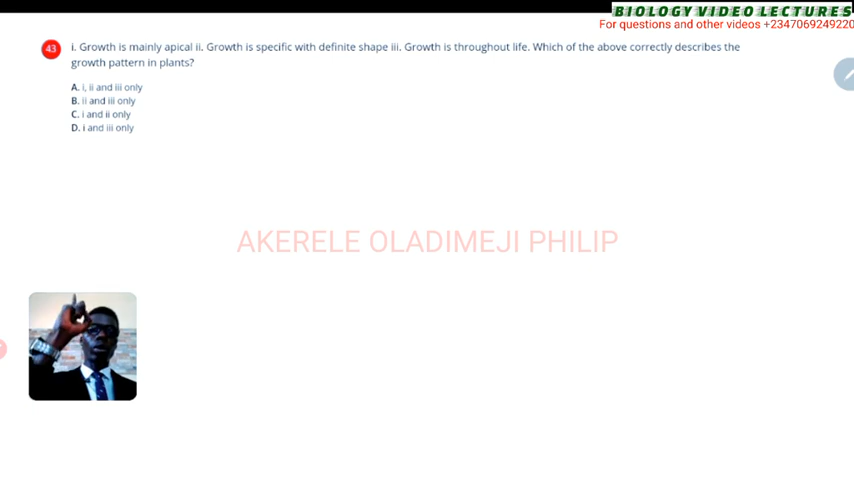 BIOLOGY VIDEO LECTURES
For questions and other videos +2347069249220
43 i. Growth is mainly apical ii. Growth is specific with definite shape iii. Growth is throughout life. Which of the above correctly describes the
growth pattern in plants?
A. i, ii and iii only
B. ii and iii only
C. i and ii only
D. i and iii only
AKERELE OLADIMEJI PHILIP